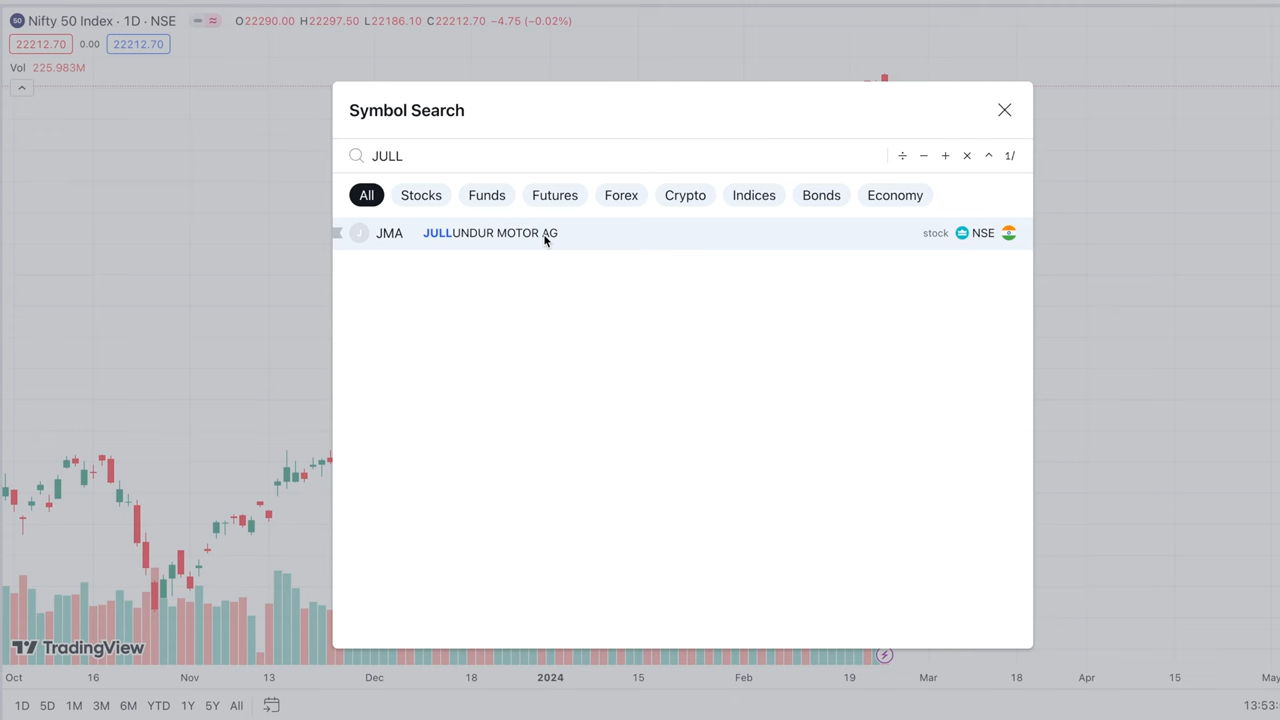 50 Nifty 50 Index · 1D · NSE O22290.00 H22297.50 L22186.10 C22212.70 −4.75 (−0.02%)
22212.70 0.00 22212.70
Vol 225.983M
Symbol Search
JULL ÷ − + × ^ 1/
All Stocks Funds Futures Forex Crypto Indices Bonds Economy
J JMA JULLUNDUR MOTOR AG stock NSE
TradingView
Oct 16 Nov 13 Dec 18 2024 15 Feb 19 Mar 18 Apr 15 May
1D 5D 1M 3M 6M YTD 1Y 5Y All 13:53: